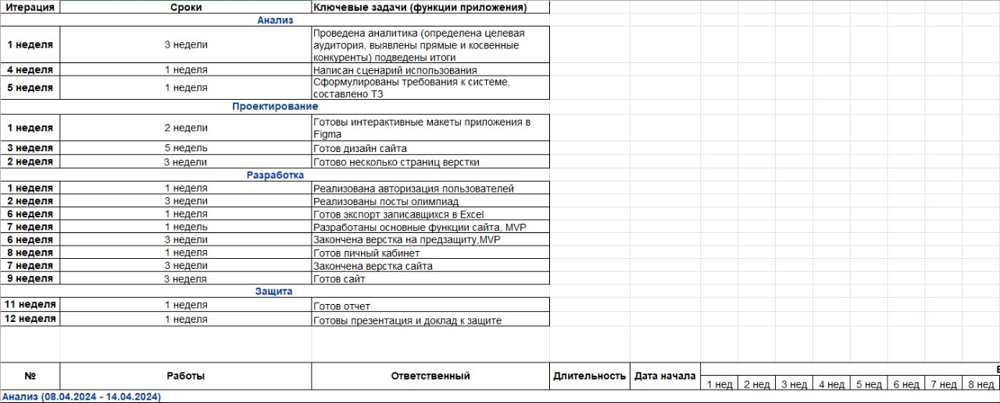 Итерация Сроки Ключевые задачи (функции приложения)
Анализ
1 неделя 3 недели Проведена аналитика (определена целевая
аудитория, выявлены прямые и косвенные
конкуренты) подведены итоги
4 неделя 1 неделя Написан сценарий использования
5 неделя 1 неделя Сформулированы требования к системе,
составлено ТЗ
Проектирование
1 неделя 2 недели Готовы интерактивные макеты приложения в
Figma
3 неделя 5 недель Готов дизайн сайта
2 неделя 3 недели Готово несколько страниц верстки
Разработка
1 неделя 1 неделя Реализована авторизация пользователей
2 неделя 3 недели Реализованы посты олимпиад
6 неделя 1 неделя Готов экспорт записавщихся в Excel
7 неделя 1 недель Разработаны основные функции сайта, MVP
6 неделя 3 недели Закончена верстка на предзащиту,MVP
8 неделя 1 неделя Готов личный кабинет
7 неделя 3 недели Закончена верстка сайта
9 неделя 3 неделя Готов сайт
Защита
11 неделя 1 неделя Готов отчет
12 неделя 1 неделя Готовы презентация и доклад к защите
№ Работы Ответственный Длительность Дата начала
1 нед 2 нед 3 нед 4 нед 5 нед 6 нед 7 нед 8 нед
Анализ (08.04.2024 - 14.04.2024)